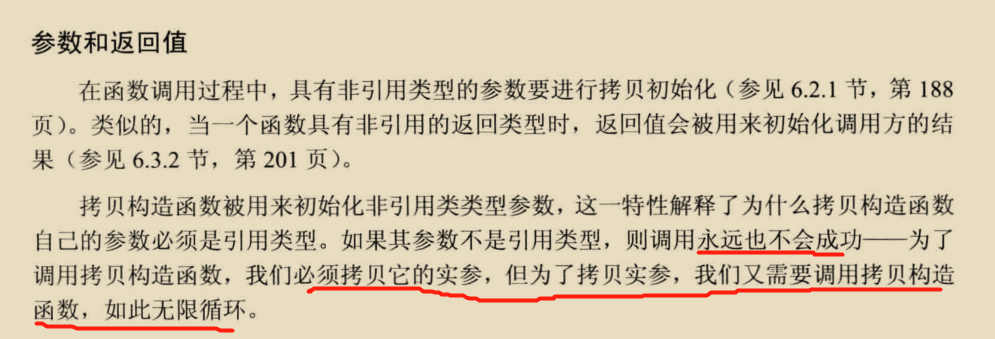 参数和返回值
在函数调用过程中，具有非引用类型的参数要进行拷贝初始化（参见 6.2.1 节，第 188
页）。类似的，当一个函数具有非引用的返回类型时，返回值会被用来初始化调用方的结
果（参见 6.3.2 节，第 201 页）。
拷贝构造函数被用来初始化非引用类类型参数，这一特性解释了为什么拷贝构造函数
自己的参数必须是引用类型。如果其参数不是引用类型，则调用永远也不会成功——为了
调用拷贝构造函数，我们必须拷贝它的实参，但为了拷贝实参，我们又需要调用拷贝构造
函数，如此无限循环。